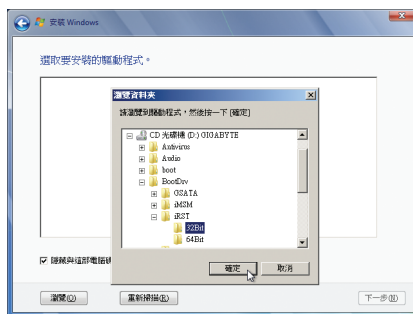 安裝 Windows
選取要安裝的驅動程式。
瀏覽資料夾
請瀏覽到驅動程式，然後按一下 [確定]
CD 光碟機 (D:) GIGABYTE
Antivirus
Audio
boot
BootDrv
GSATA
iMSM
iRST
32Bit
64Bit
確定
取消
隱藏與這部電腦硬
瀏覽(O)
重新掃描(R)
下一步(N)